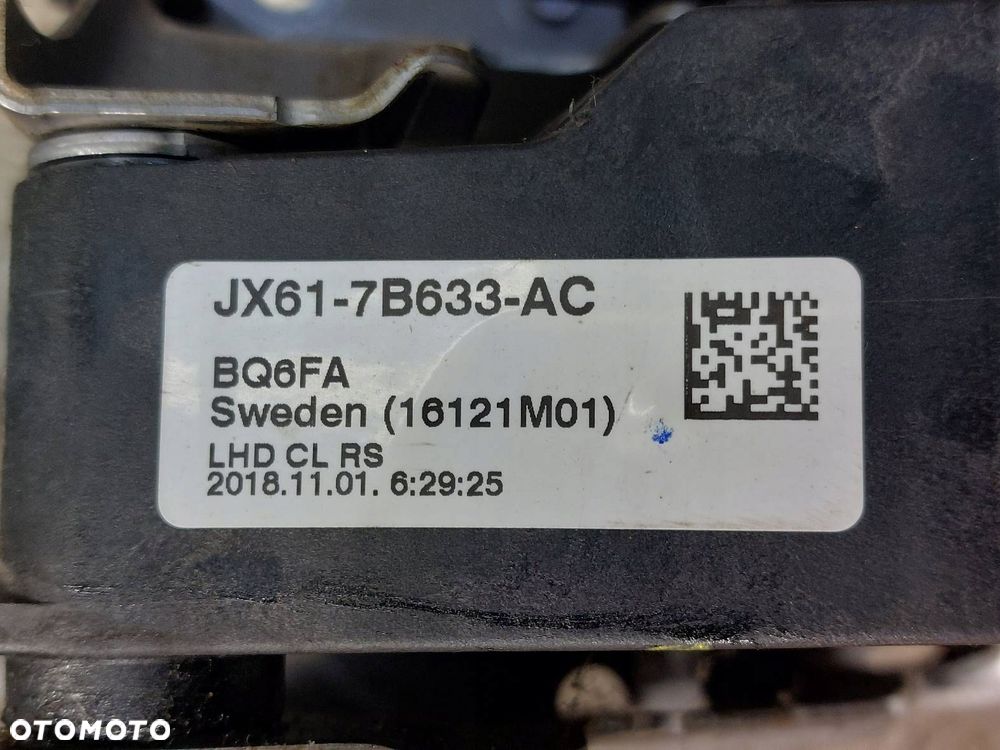 JX61-7B633-AC
BQ6FA
Sweden (16121M01)
LHD CL RS
2018.11.01. 6:29:25
OTOMOTO